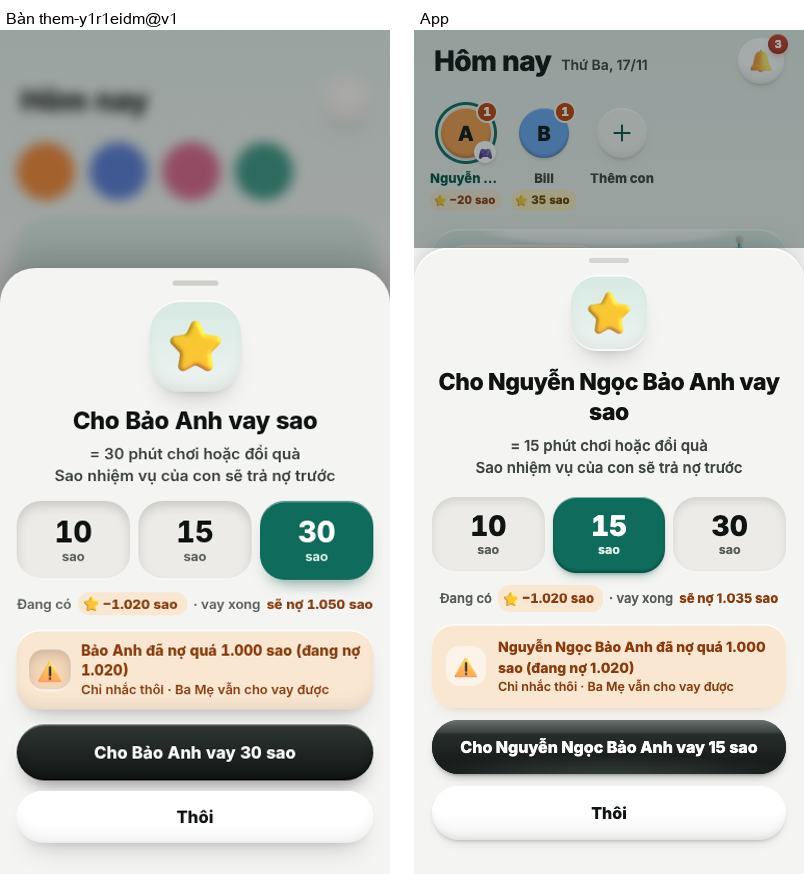 Bản them-y1r1eidm@v1
Hôm nay
Cho Bảo Anh vay sao
= 30 phút chơi hoặc đổi quà
Sao nhiệm vụ của con sẽ trả nợ trước
10 15 30
sao sao sao
Đang có −1.020 sao · vay xong sẽ nợ 1.050 sao
Bảo Anh đã nợ quá 1.000 sao (đang nợ
1.020)
Chỉ nhắc thôi · Ba Mẹ vẫn cho vay được
Cho Bảo Anh vay 30 sao
Thôi
App
Hôm nay Thứ Ba, 17/11
3
A 1 B 1
Nguyễn ... Bill Thêm con
−20 sao 35 sao
Cho Nguyễn Ngọc Bảo Anh vay
sao
= 15 phút chơi hoặc đổi quà
Sao nhiệm vụ của con sẽ trả nợ trước
10 15 30
sao sao sao
Đang có −1.020 sao · vay xong sẽ nợ 1.035 sao
Nguyễn Ngọc Bảo Anh đã nợ quá 1.000
sao (đang nợ 1.020)
Chỉ nhắc thôi · Ba Mẹ vẫn cho vay được
Cho Nguyễn Ngọc Bảo Anh vay 15 sao
Thôi